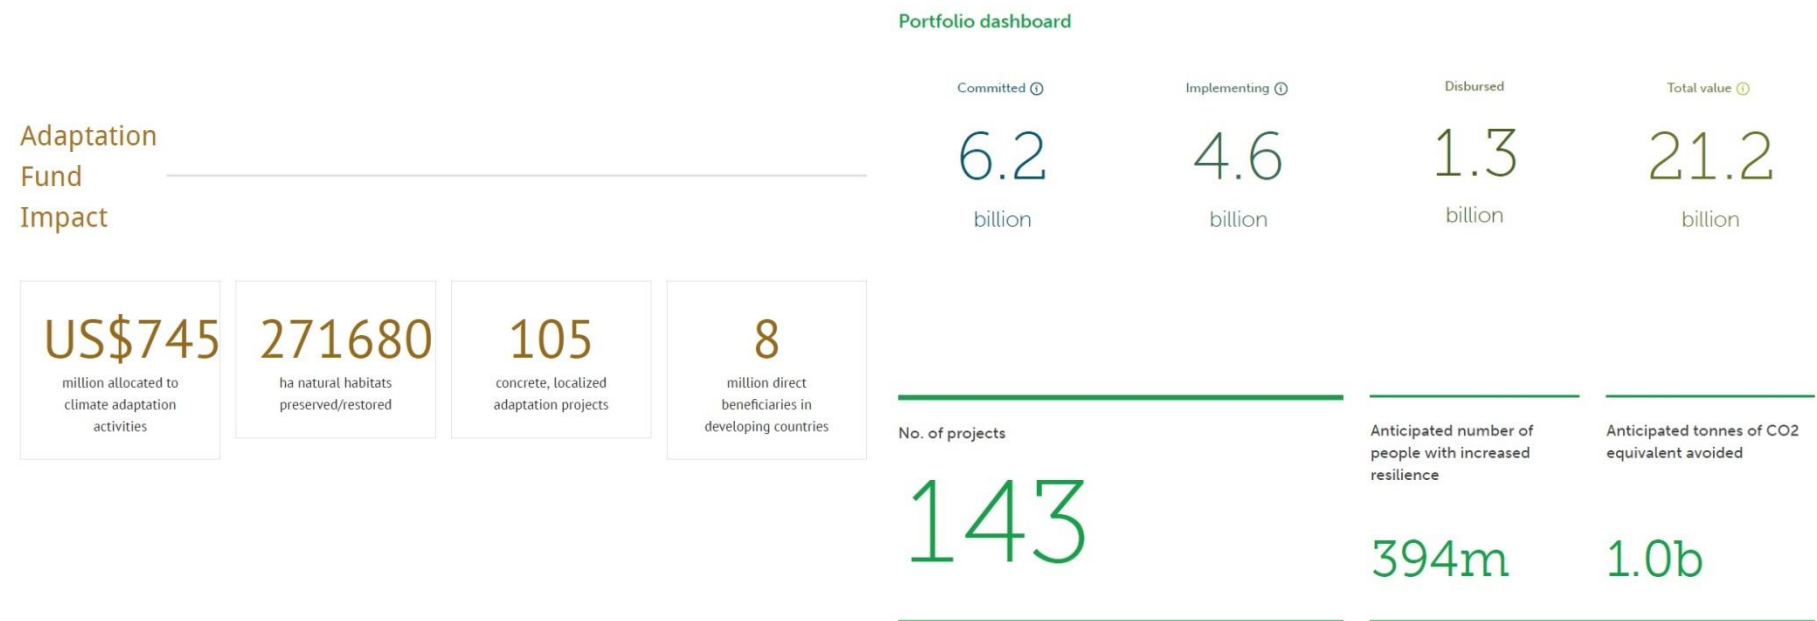 Adaptation
Fund
Impact
US$745
million allocated to
climate adaptation
activities
271680
ha natural habitats
preserved/restored
105
concrete, localized
adaptation projects
8
million direct
beneficiaries in
developing countries
Portfolio dashboard
Committed
6.2
billion
Implementing
4.6
billion
Disbursed
1.3
billion
Total value
21.2
billion
No. of projects
143
Anticipated number of
people with increased
resilience
394m
Anticipated tonnes of CO2
equivalent avoided
1.0b